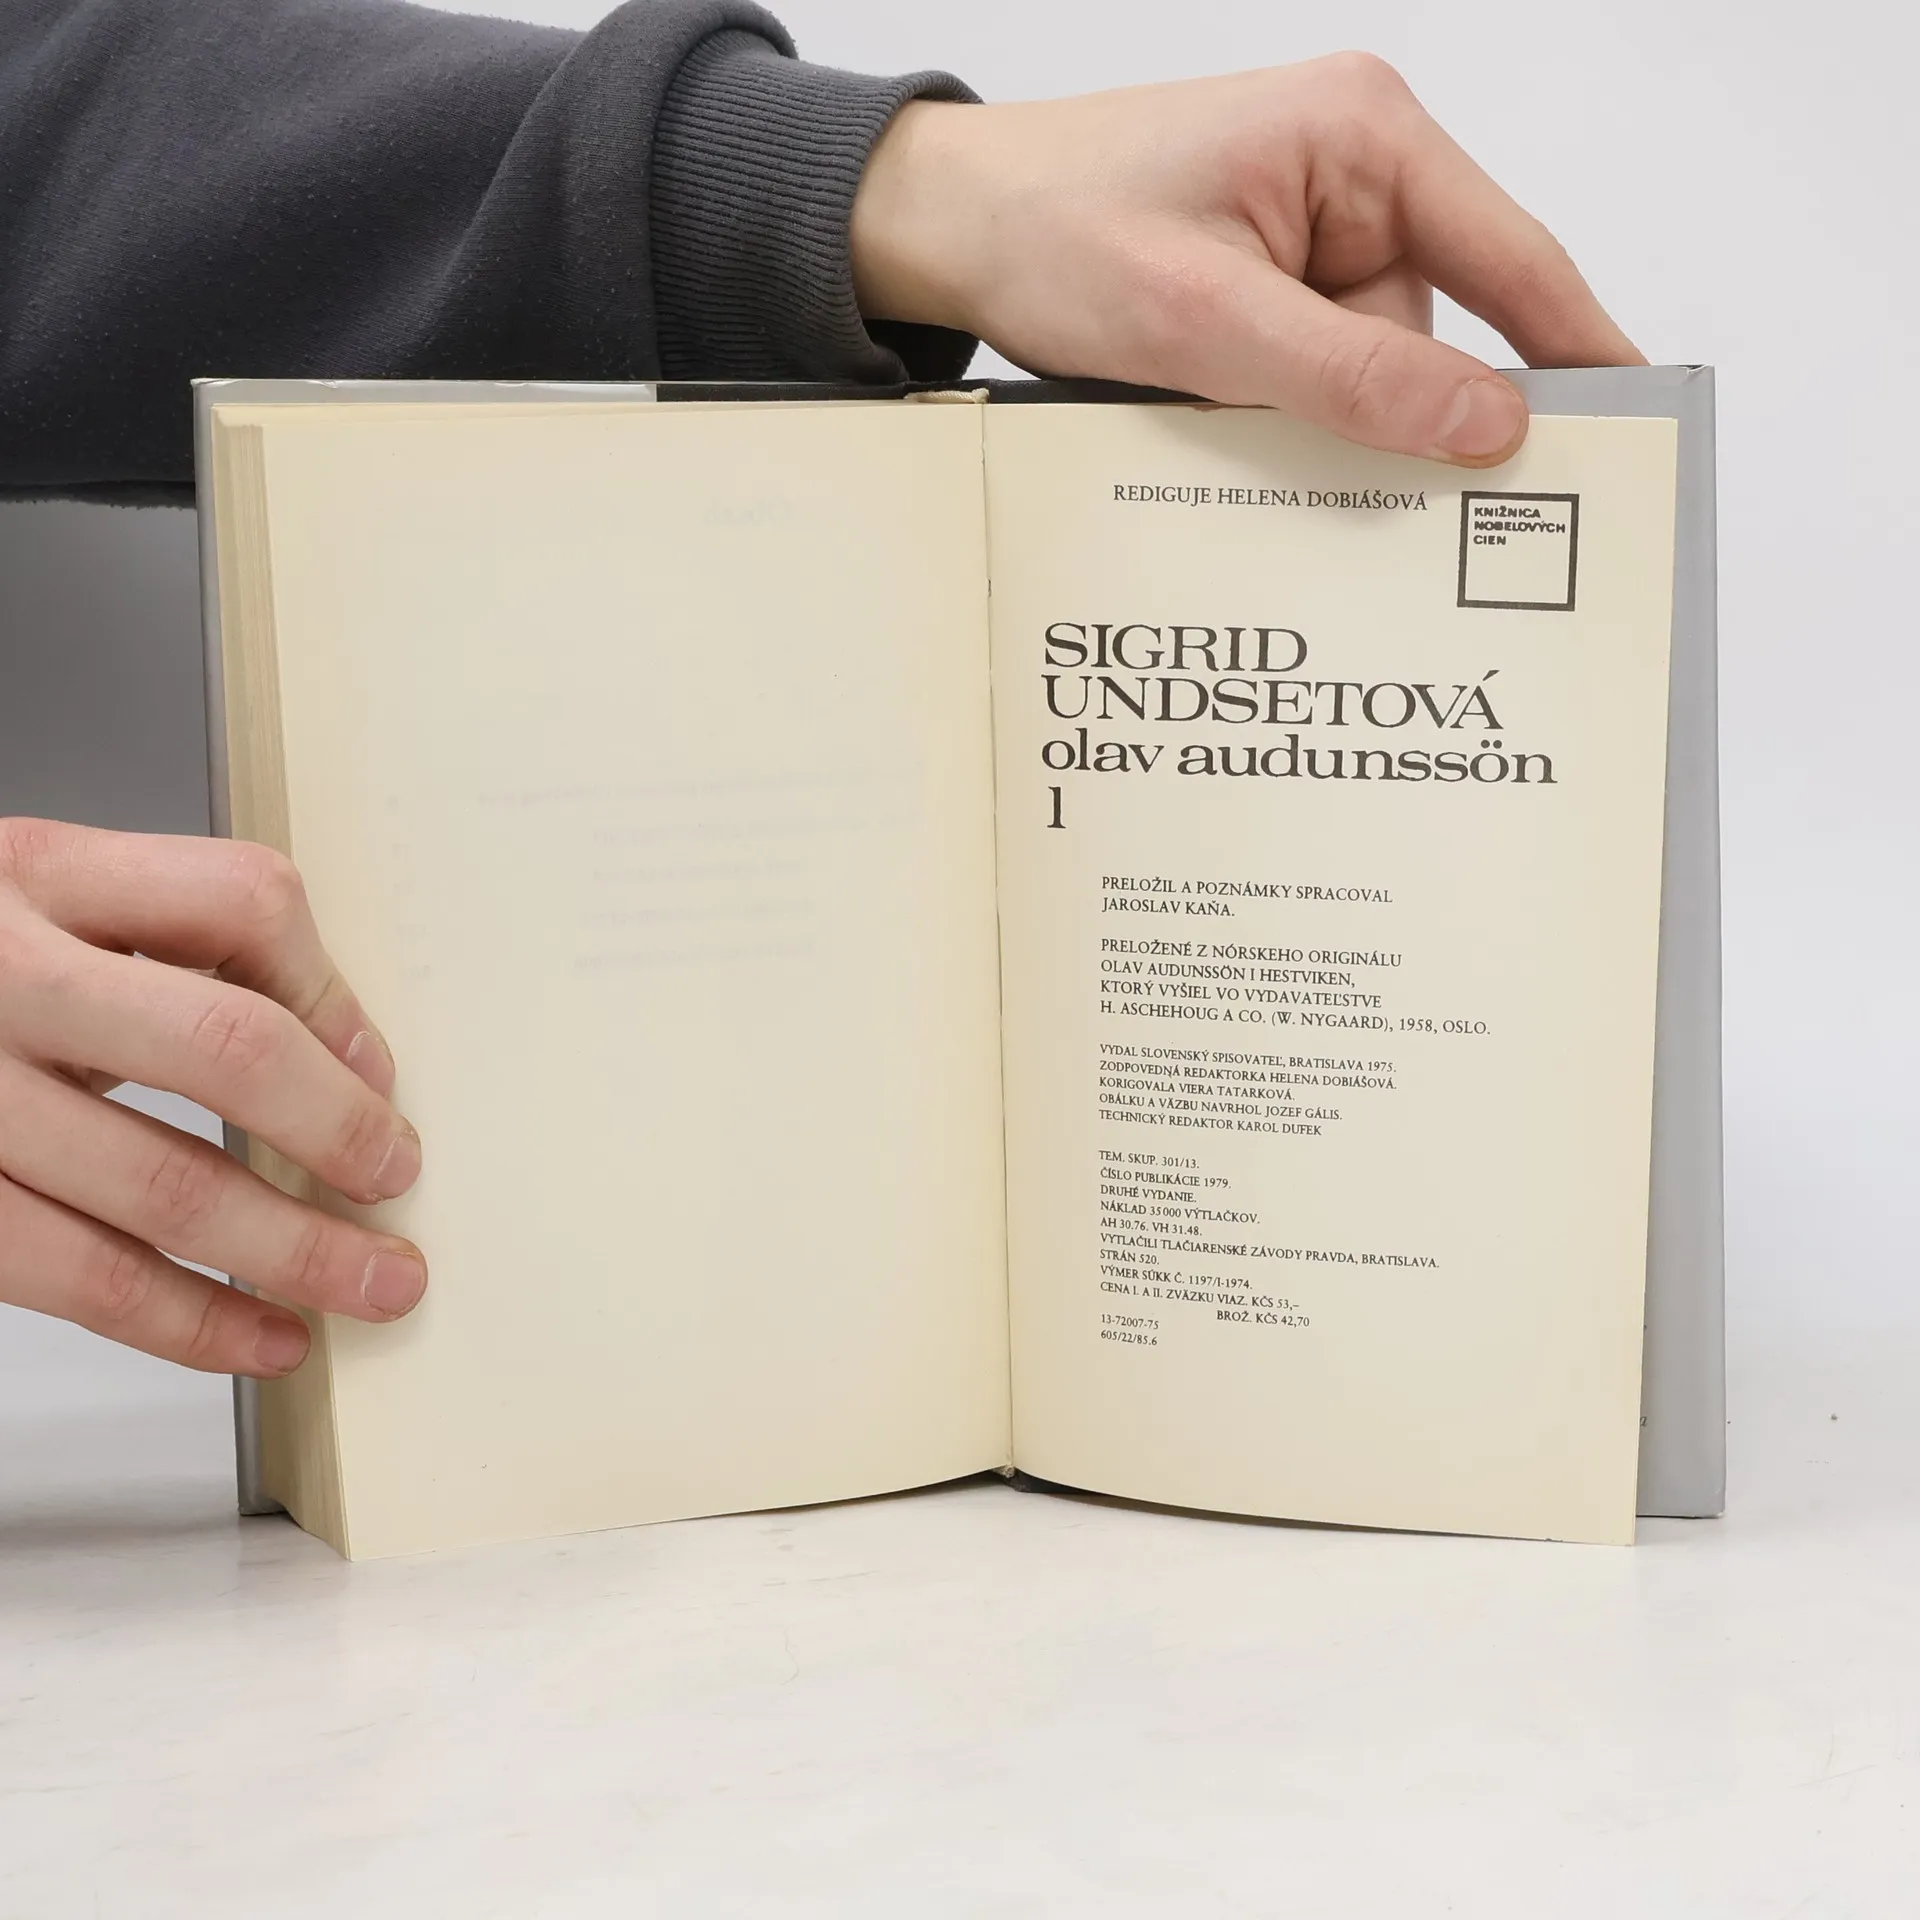 REDIGUJE HELENA DOBIÁŠOVÁ
KNIŽNICA
NOBELOVÝCH
CIEN
SIGRID
UNDSETOVÁ
olav audunssön
1
PRELOŽIL A POZNÁMKY SPRACOVAL
JAROSLAV KAŇA.
PRELOŽENÉ Z NÓRSKEHO ORIGINÁLU
OLAV AUDUNSSÖN I HESTVIKEN,
KTORÝ VYŠIEL VO VYDAVATEĽSTVE
H. ASCHEHOUG A CO. (W. NYGAARD), 1958, OSLO.
VYDAL SLOVENSKÝ SPISOVATEĽ, BRATISLAVA 1975.
ZODPOVEDNÁ REDAKTORKA HELENA DOBIÁŠOVÁ.
KORIGOVALA VIERA TATARKOVÁ.
OBÁLKU A VÄZBU NAVRHOL JOZEF GÁLIS.
TECHNICKÝ REDAKTOR KAROL DUFEK
TEM. SKUP. 301/13.
ČÍSLO PUBLIKÁCIE 1979.
DRUHÉ VYDANIE.
NÁKLAD 35 000 VÝTLAČKOV.
AH 30.76. VH 31.48.
VYTLAČILI TLAČIARENSKÉ ZÁVODY PRAVDA, BRATISLAVA.
STRÁN 520.
VÝMER SÚKK Č. 1197/I-1974.
CENA I. A II. ZVÄZKU VIAZ. KČS 53,–
BROŽ. KČS 42,70
13-72007-75
605/22/85.6